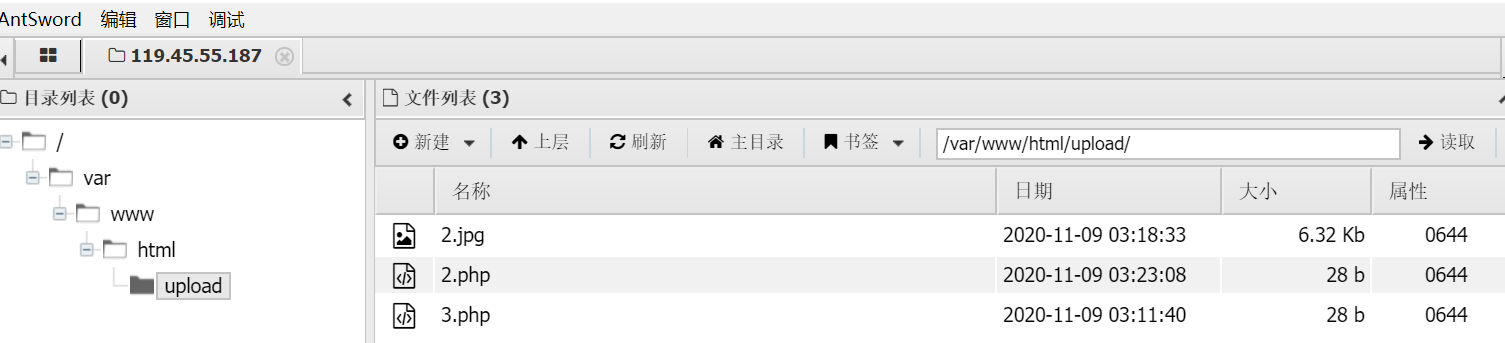 AntSword 编辑 窗口 调试
119.45.55.187
目录列表 (0)
/
var
www
html
upload
文件列表 (3)
新建 上层 刷新 主目录 书签 /var/www/html/upload/ 读取
名称 日期 大小 属性
2.jpg 2020-11-09 03:18:33 6.32 Kb 0644
2.php 2020-11-09 03:23:08 28 b 0644
3.php 2020-11-09 03:11:40 28 b 0644